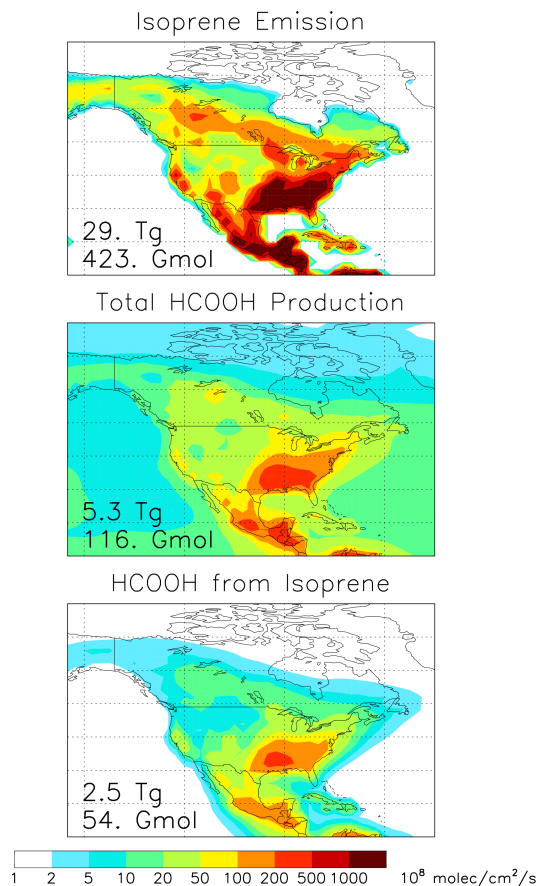 Isoprene Emission
29. Tg
423. Gmol
Total HCOOH Production
5.3 Tg
116. Gmol
HCOOH from Isoprene
2.5 Tg
54. Gmol
1 2 5 10 20 50 100 200 500 1000 10⁸ molec/cm²/s